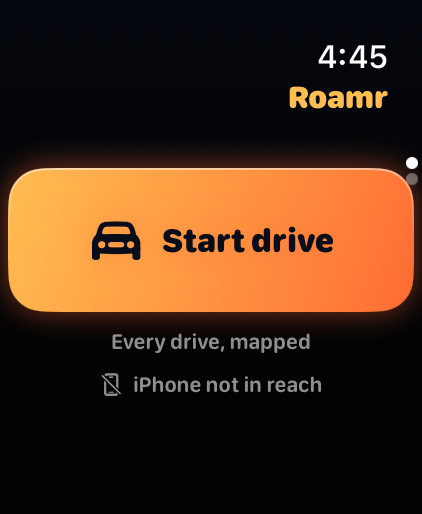 4:45
Roamr
Start drive
Every drive, mapped
iPhone not in reach